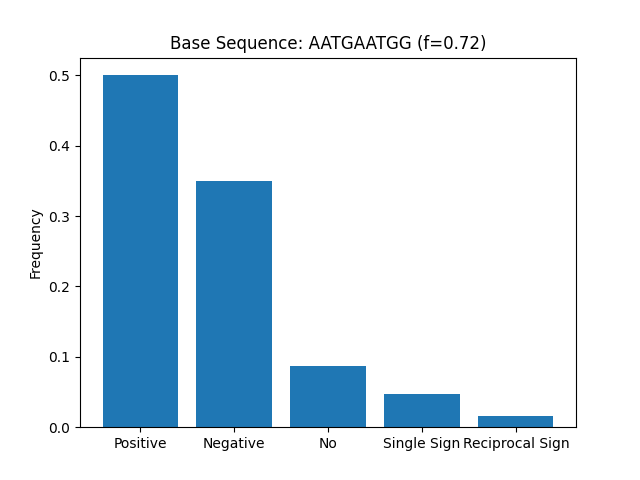 Base Sequence: AATGAATGG (f=0.72)
0.5
0.4
0.3
0.2
0.1
0.0
Frequency
Positive Negative No Single Sign Reciprocal Sign